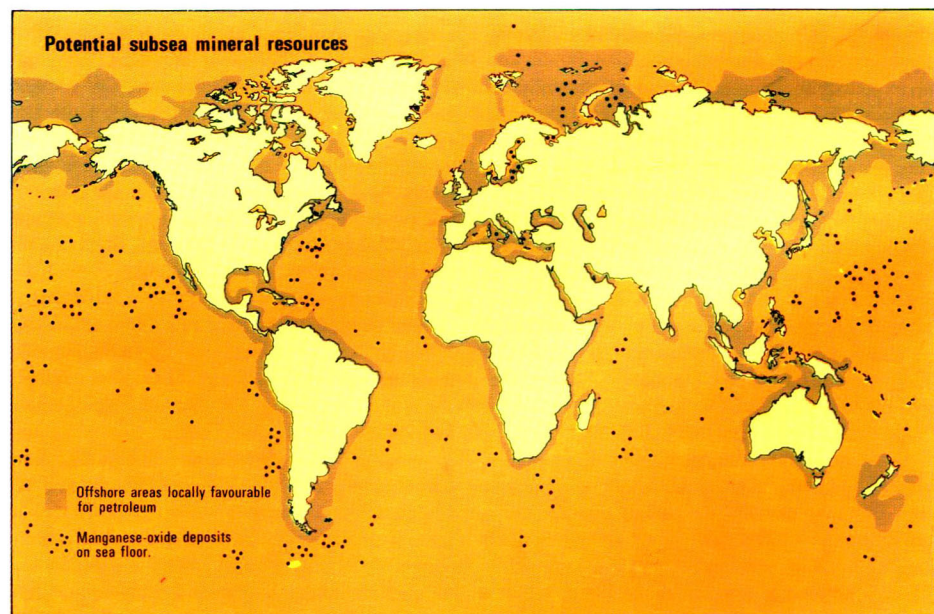 Potential subsea mineral resources
Offshore areas locally favourable
for petroleum
Manganese-oxide deposits
on sea floor.